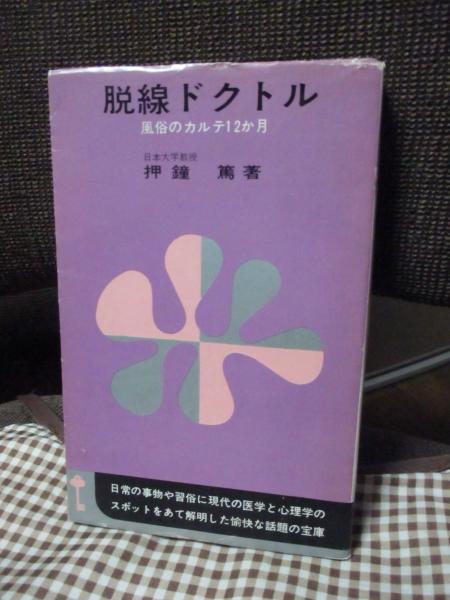 脱線ドクトル
風俗のカルテ12か月
日本大学教授
押鐘 篤著
日常の事物や習俗に現代の医学と心理学の
スポットをあて解明した愉快な話題の宝庫